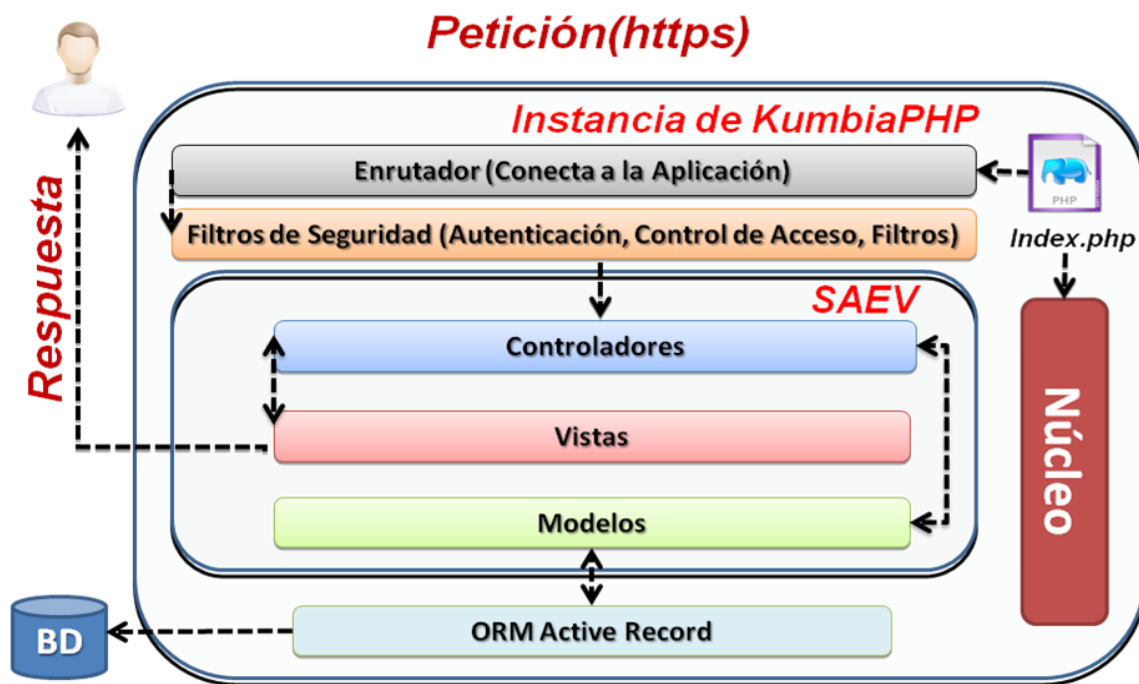 Petición(https)
Instancia de KumbiaPHP
Enrutador (Conecta a la Aplicación)
PHP
Filtros de Seguridad (Autenticación, Control de Acceso, Filtros)
Index.php
SAEV
Controladores
Respuesta
Vistas
Núcleo
Modelos
ORM Active Record
BD